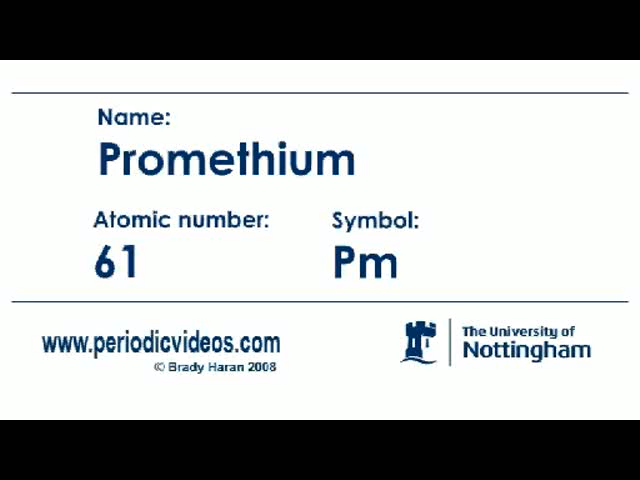 Name:
Promethium
Atomic number: Symbol:
61 Pm
www.periodicvideos.com
© Brady Haran 2008
The University of
Nottingham